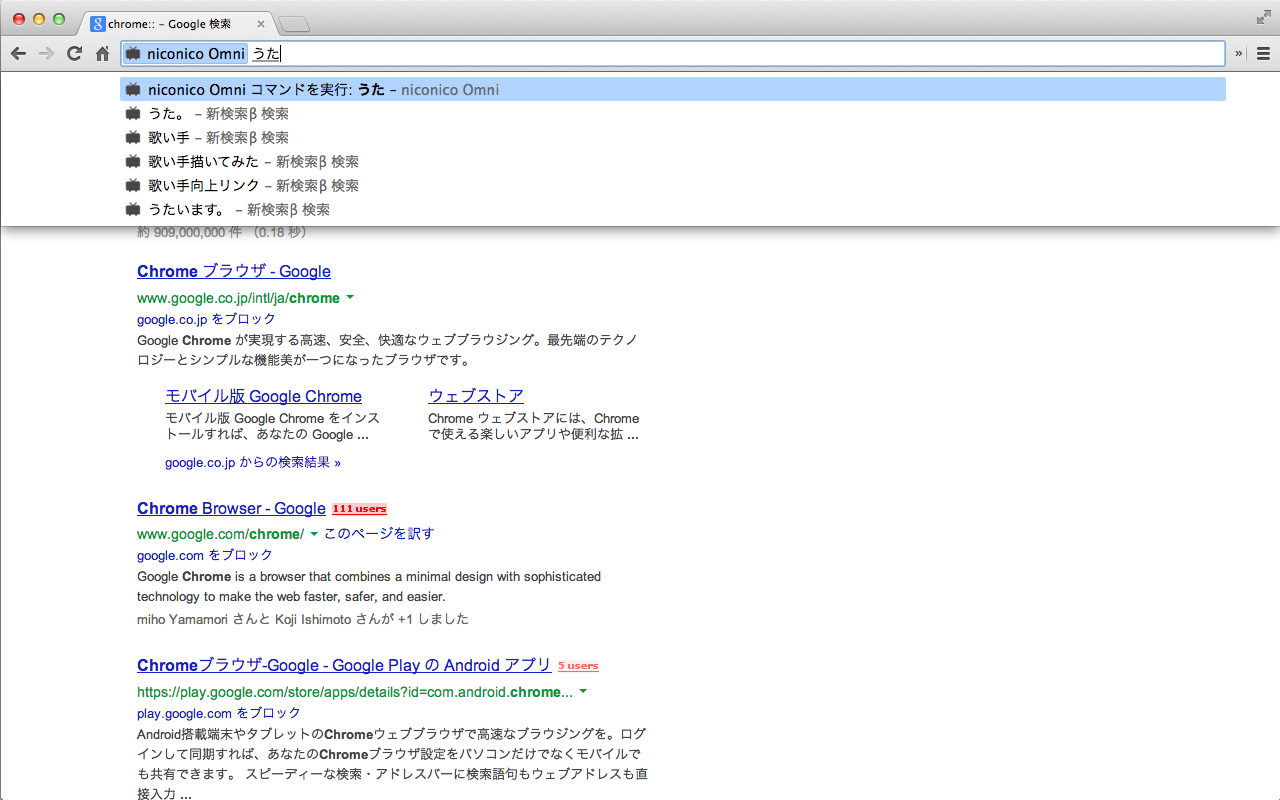 chrome:: – Google 検索
niconico Omni うた
»
niconico Omni コマンドを実行: うた – niconico Omni
うた。 – 新検索β 検索
歌い手 – 新検索β 検索
歌い手描いてみた – 新検索β 検索
歌い手向上リンク – 新検索β 検索
うたいます。 – 新検索β 検索
約 909,000,000 件 （0.18 秒）
Chrome ブラウザ - Google
www.google.co.jp/intl/ja/chrome
google.co.jp をブロック
Google Chrome が実現する高速、安全、快適なウェブブラウジング。最先端のテクノ
ロジーとシンプルな機能美が一つになったブラウザです。
モバイル版 Google Chrome
モバイル版 Google Chrome をインス
トールすれば、あなたの Google ...
ウェブストア
Chrome ウェブストアには、Chrome
で使える楽しいアプリや便利な拡 ...
google.co.jp からの検索結果 »
Chrome Browser - Google 111 users
www.google.com/chrome/ このページを訳す
google.com をブロック
Google Chrome is a browser that combines a minimal design with sophisticated
technology to make the web faster, safer, and easier.
miho Yamamori さんと Koji Ishimoto さんが +1 しました
Chromeブラウザ-Google - Google Play の Android アプリ 5 users
https://play.google.com/store/apps/details?id=com.android.chrome...
play.google.com をブロック
Android搭載端末やタブレットのChromeウェブブラウザで高速なブラウジングを。ログ
インして同期すれば、あなたのChromeブラウザ設定をパソコンだけでなくモバイルで
も共有できます。 スピーディーな検索・アドレスバーに検索語句もウェブアドレスも直
接入力 ...